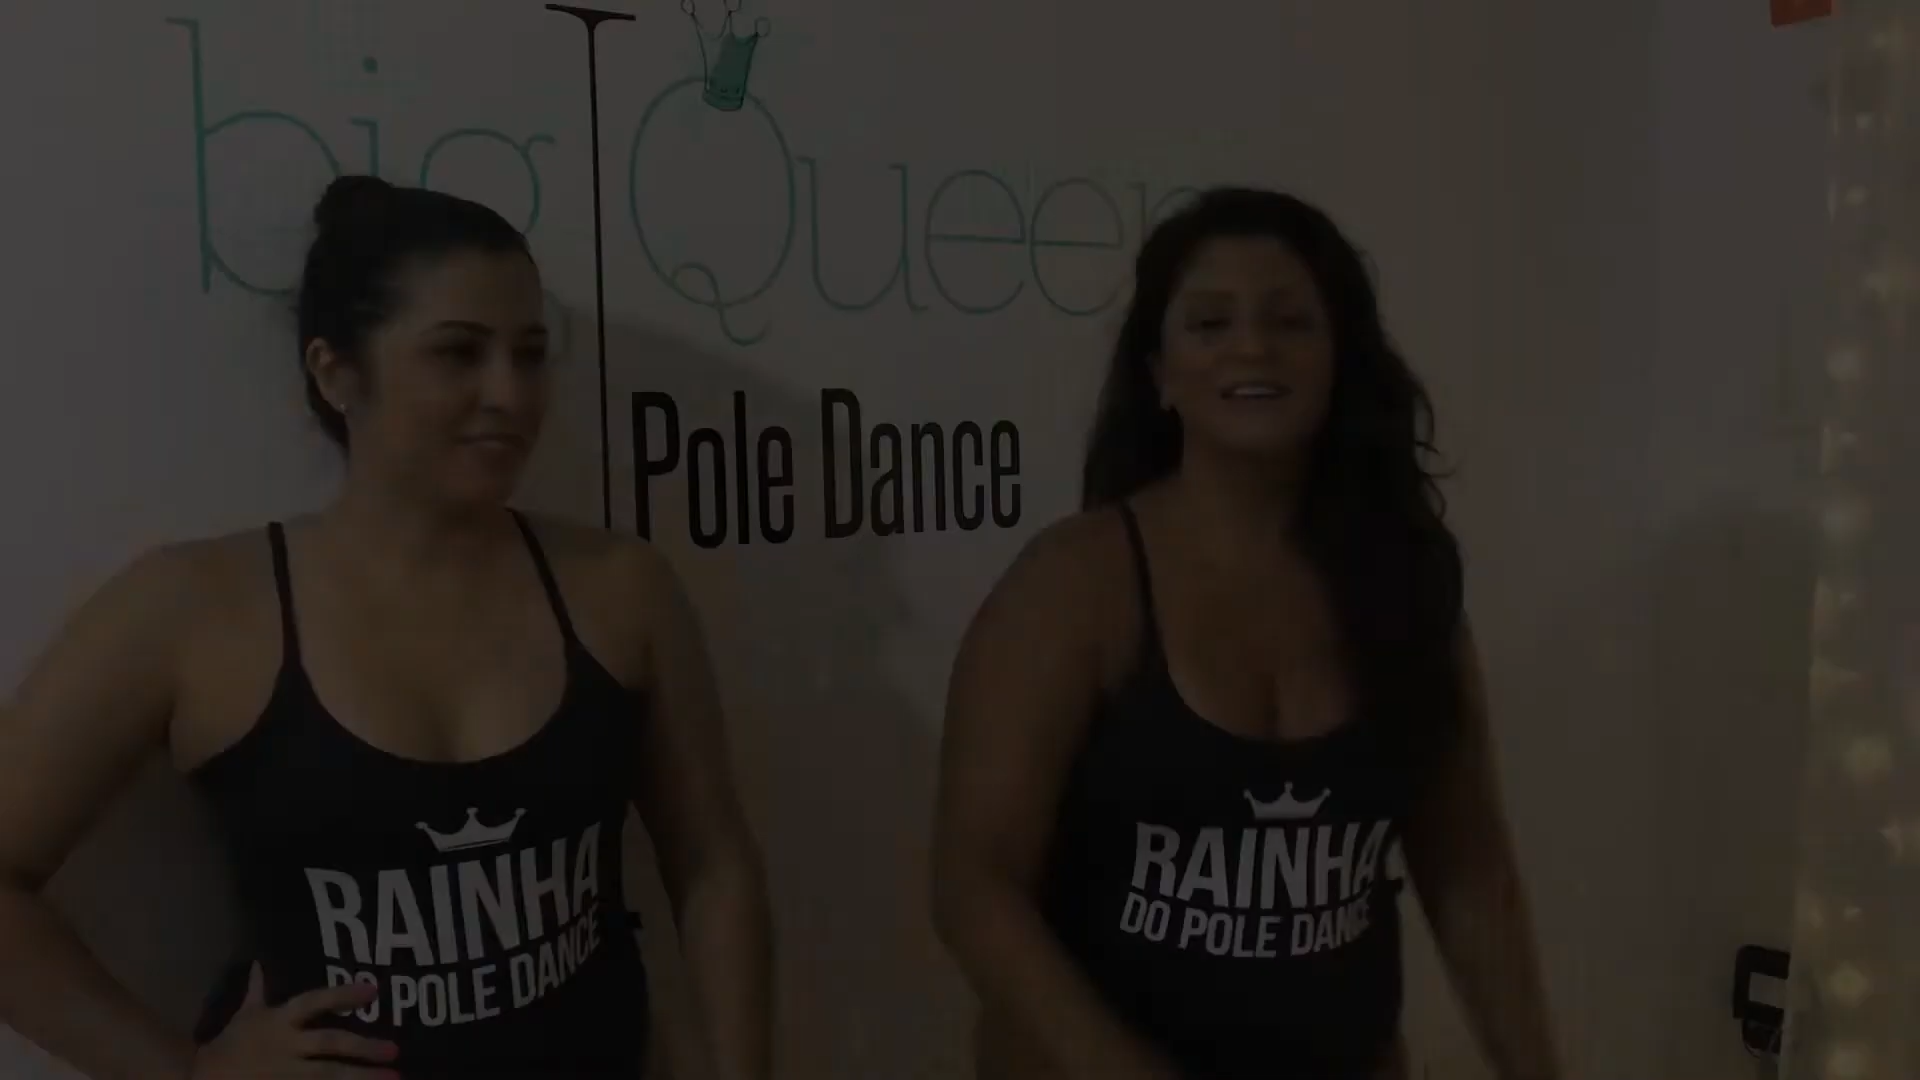 big Queen
Pole Dance
RAINHA
DO POLE DANCE
RAINHA
DO POLE DANCE